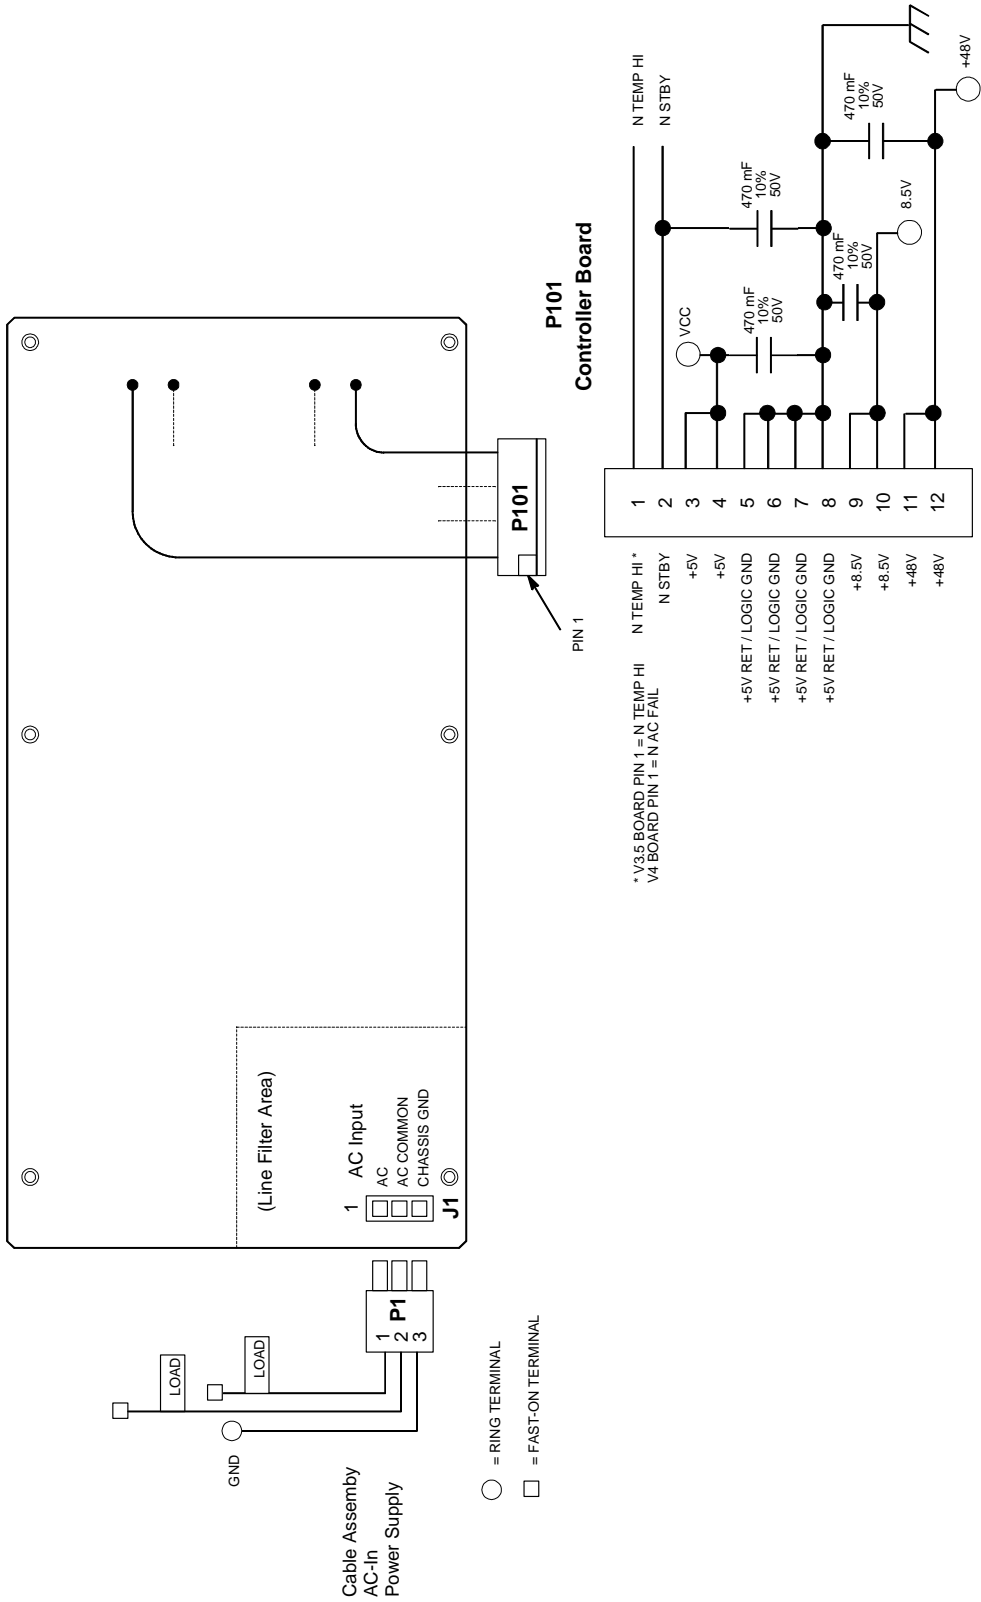 (Line Filter Area)
1
AC Input
AC
AC COMMON
CHASSIS GND
J1
P1
1
2
3
LOAD
LOAD
GND
Cable Assemby
AC-In
Power Supply
= RING TERMINAL
= FAST-ON TERMINAL
P101
PIN 1
P101
Controller Board
* V3.5 BOARD PIN 1 = N TEMP HI
V4 BOARD PIN 1 = N AC FAIL
N TEMP HI *
N STBY
+5V
+5V
+5V RET / LOGIC GND
+5V RET / LOGIC GND
+5V RET / LOGIC GND
+5V RET / LOGIC GND
+8.5V
+8.5V
+48V
+48V
1
2
3
4
5
6
7
8
9
10
11
12
N TEMP HI
N STBY
VCC
470 mF
10%
50V
470 mF
10%
50V
470 mF
10%
50V
470 mF
10%
50V
8.5V
+48V